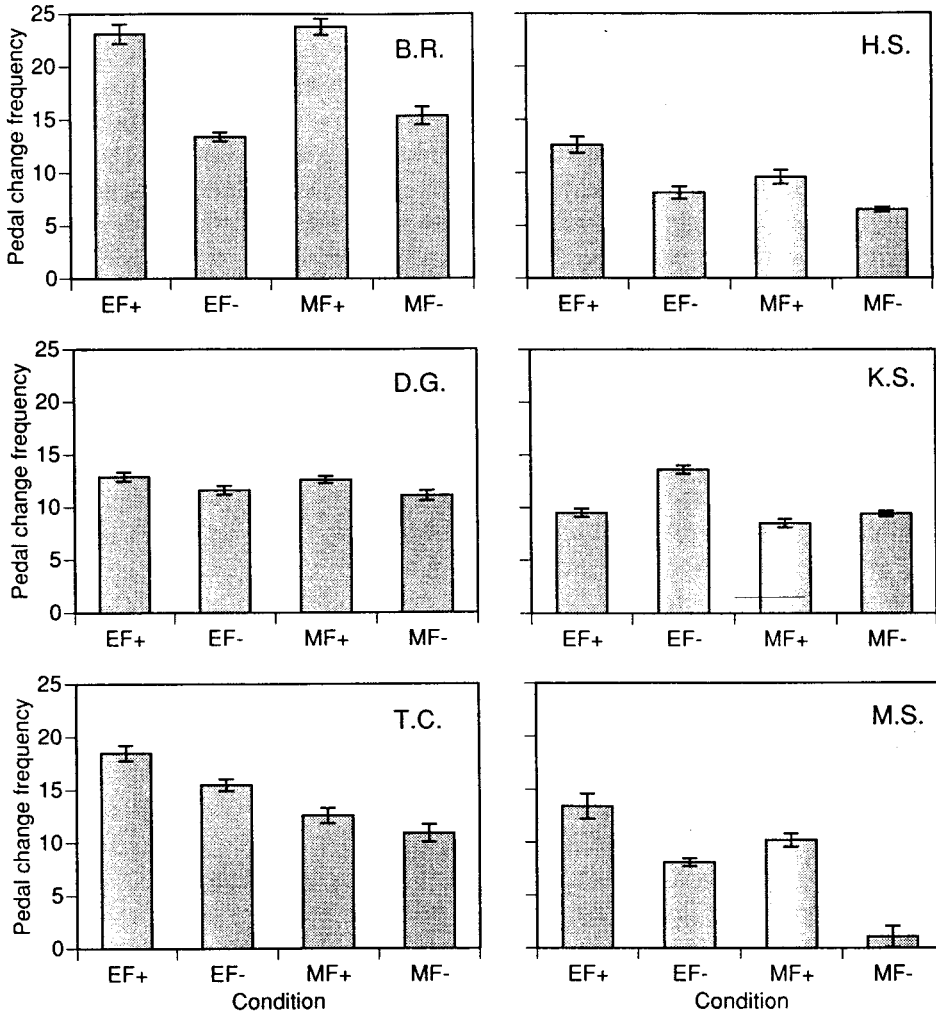 Pedal change frequency
25
20
15
10
5
0
B.R.
EF+ EF- MF+ MF-
H.S.
EF+ EF- MF+ MF-
Pedal change frequency
25
20
15
10
5
0
D.G.
EF+ EF- MF+ MF-
K.S.
EF+ EF- MF+ MF-
Pedal change frequency
25
20
15
10
5
0
T.C.
EF+ EF- MF+ MF-
Condition
M.S.
EF+ EF- MF+ MF-
Condition